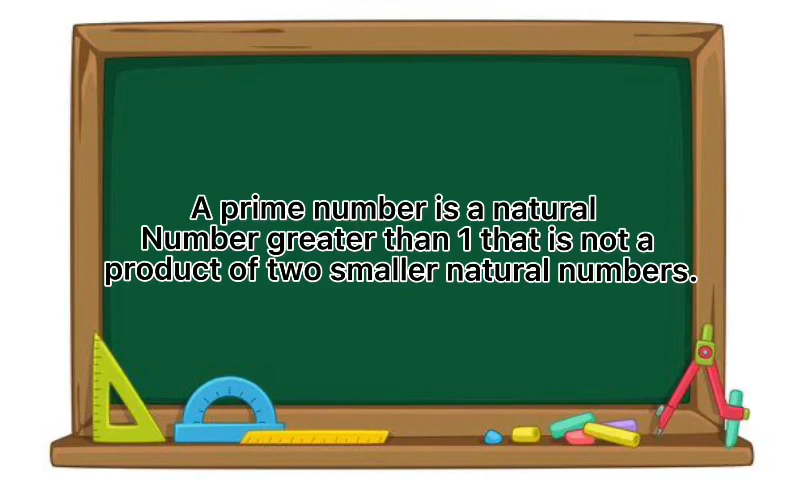 A prime number is a natural
Number greater than 1 that is not a
product of two smaller natural numbers.